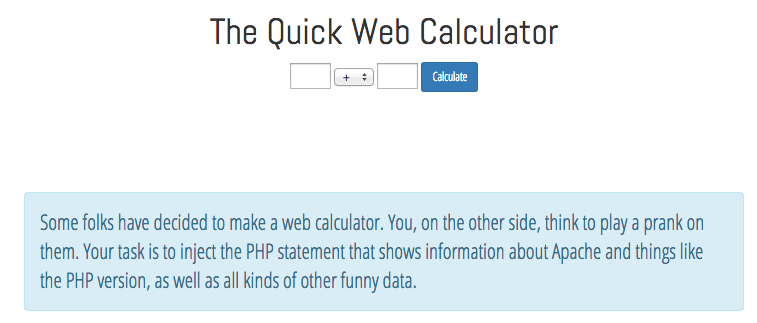 The Quick Web Calculator
+ Calculate
Some folks have decided to make a web calculator. You, on the other side, think to play a prank on
them. Your task is to inject the PHP statement that shows information about Apache and things like
the PHP version, as well as all kinds of other funny data.